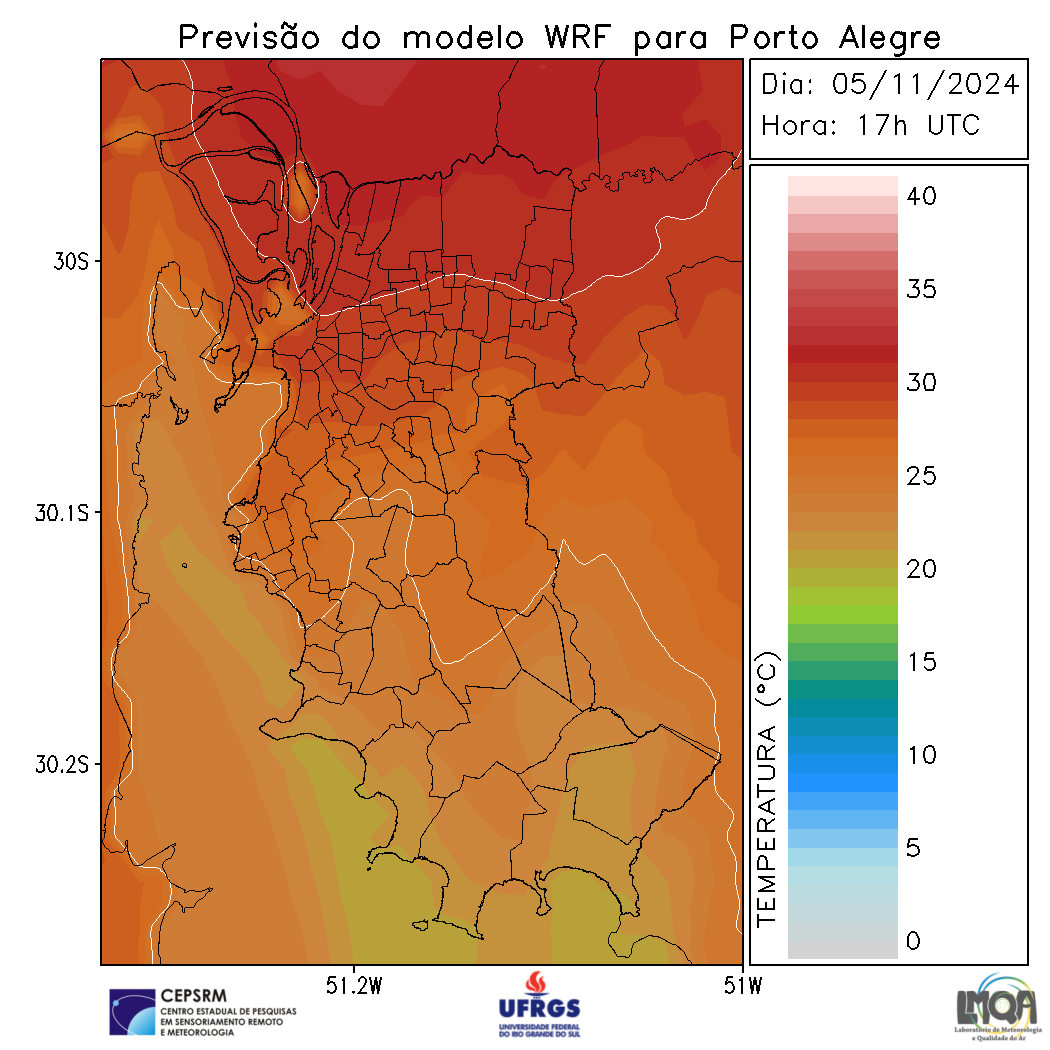 Previsão do modelo WRF para Porto Alegre
Dia: 05/11/2024
Hora: 17h UTC
40
35
30
25
20
15
10
5
0
TEMPERATURA (°C)
30S
30.1S
30.2S
51.2W
51W
CEPSRM
CENTRO ESTADUAL DE PESQUISAS
EM SENSORIAMENTO REMOTO
E METEOROLOGIA
UFRGS
UNIVERSIDADE FEDERAL
DO RIO GRANDE DO SUL
LMQA
Laboratório de Meteorologia
e Qualidade do Ar